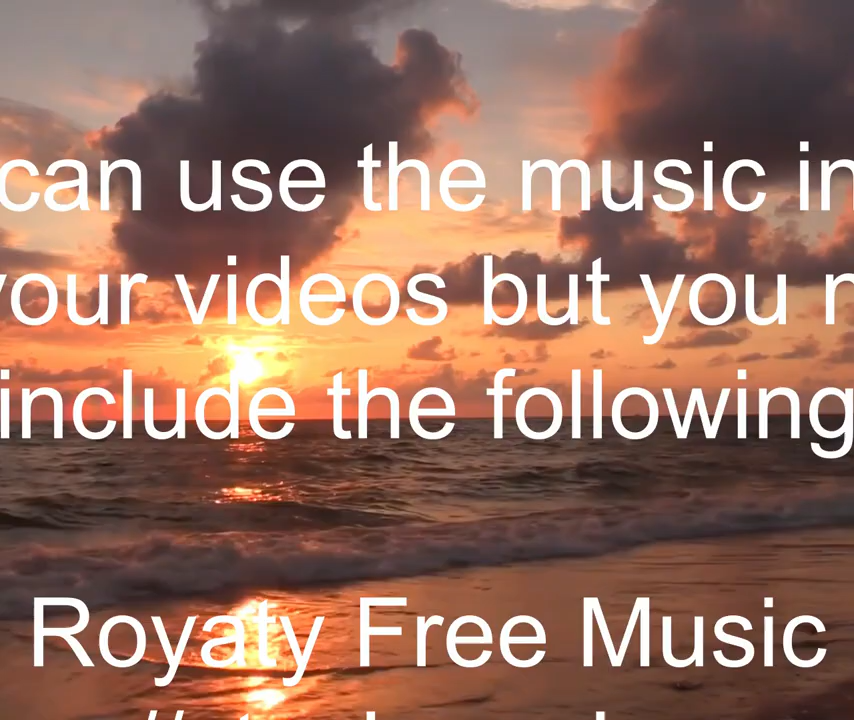 can use the music in
your videos but you
include the following
Royaty Free Music